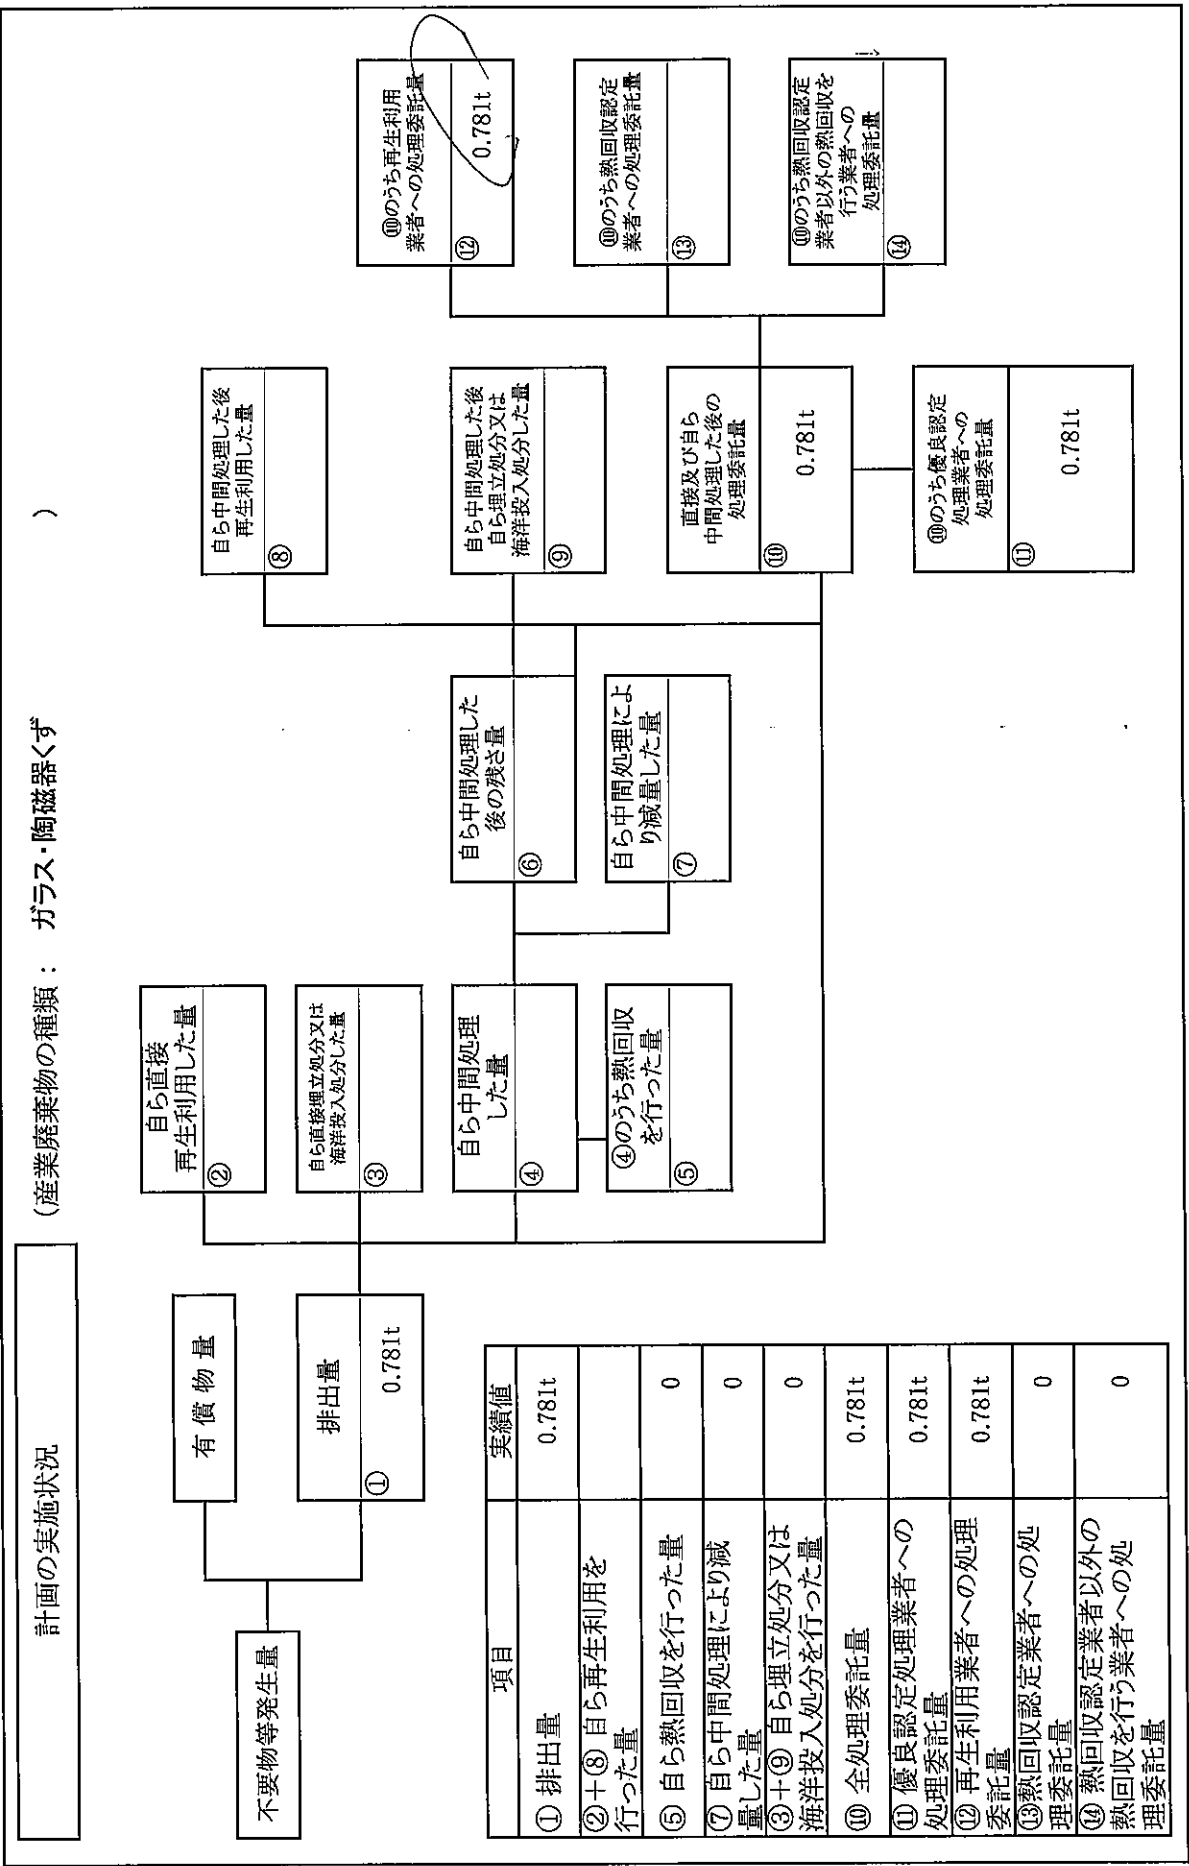 計画の実施状況
(産業廃棄物の種類： ガラス・陶磁器くず )
不要物等発生量
有償物量
排出量
①
0.781t
自ら直接
再生利用した量
②
自ら直接埋立処分又は
海洋投入処分した量
③
自ら中間処理
した量
④
④のうち熱回収
を行った量
⑤
自ら中間処理した
後の残さ量
⑥
自ら中間処理によ
り減量した量
⑦
自ら中間処理した後
再生利用した量
⑧
自ら中間処理した後
自ら埋立処分又は
海洋投入処分した量
⑨
直接及び自ら
中間処理した後の
処理委託量
⑩
0.781t
⑩のうち優良認定
処理業者への
処理委託量
⑪
0.781t
⑩のうち再生利用
業者への処理委託量
⑫
0.781t
⑩のうち熱回収認定
業者への処理委託量
⑬
⑩のうち熱回収認定
業者以外の熱回収を
行う業者への
処理委託量
⑭
項目 実績値
① 排出量 0.781t
②＋⑧ 自ら再生利用を
行った量
⑤ 自ら熱回収を行った量 0
⑦ 自ら中間処理により減
量した量 0
③＋⑨ 自ら埋立処分又は
海洋投入処分を行った量 0
⑩ 全処理委託量 0.781t
⑪ 優良認定処理業者への
処理委託量 0.781t
⑫ 再生利用業者への処理
委託量 0.781t
⑬熱回収認定業者への処
理委託量 0
⑭ 熱回収認定業者以外の
熱回収を行う業者への処
理委託量 0